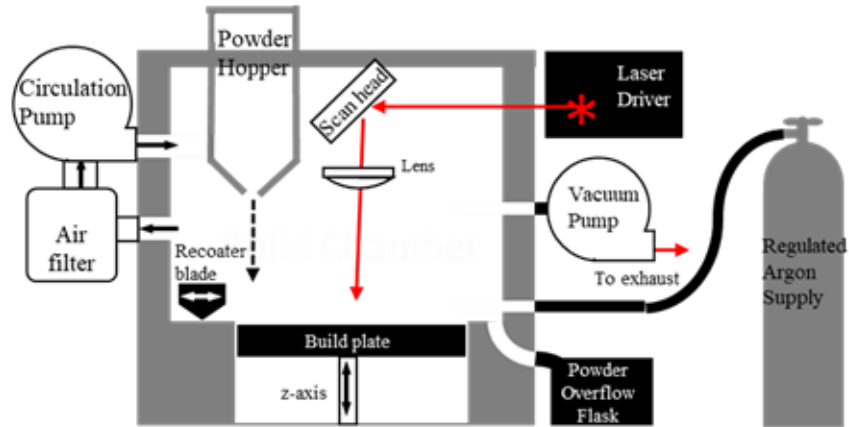 Powder
Hopper
Circulation
Pump
Scan head
Laser
Driver
Lens
Vacuum
Pump
Air
filter
Build Chamber
Recoater
blade
To exhaust
Regulated
Argon
Supply
Build plate
z-axis
Powder
Overflow
Flask